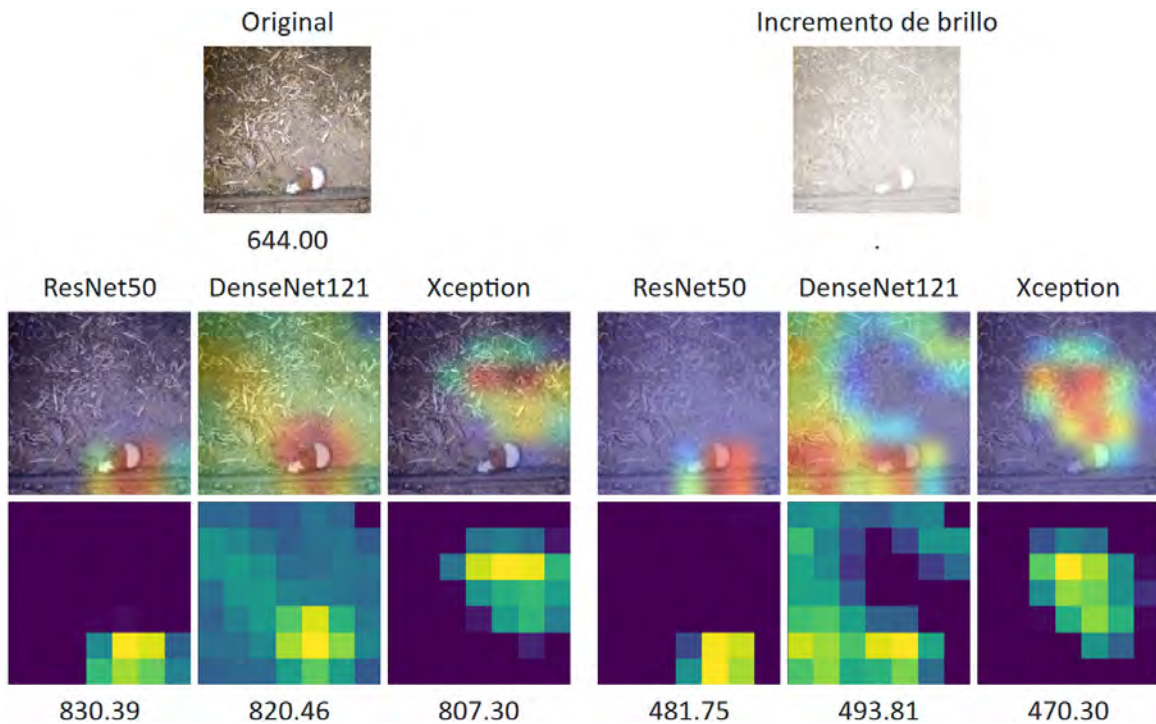 Original
Incremento de brillo
644.00
.
ResNet50 DenseNet121 Xception ResNet50 DenseNet121 Xception
830.39 820.46 807.30 481.75 493.81 470.30